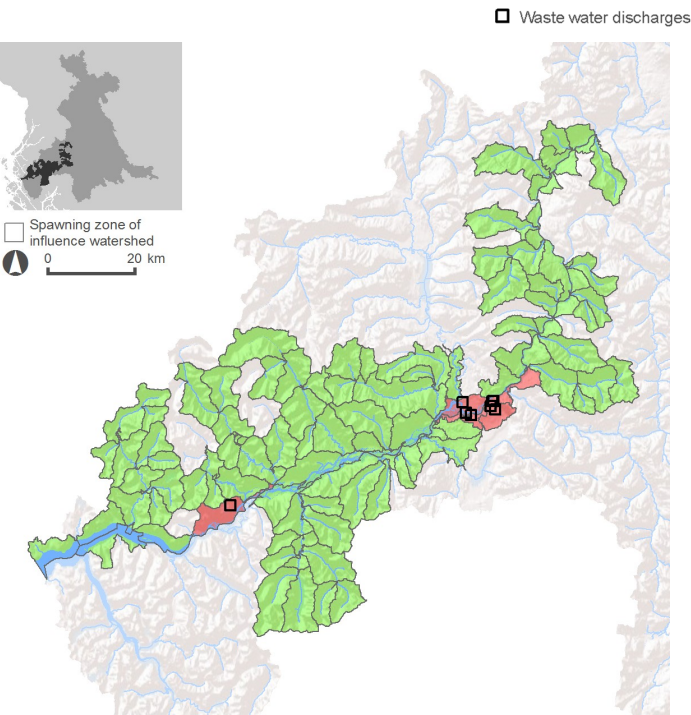 Waste water discharges
Spawning zone of
influence watershed
0 20 km